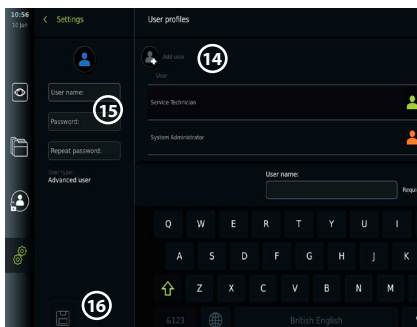 10:56
10 Jun
Settings
User profiles
Add user
14
User
User name:
15
Service Technician
Password:
System Administrator
Repeat password:
User type:
Advanced user
User name:
Requi
Q W E R T Y U I
A S D F G H J K
Z X C V B N M
16
&123
British English